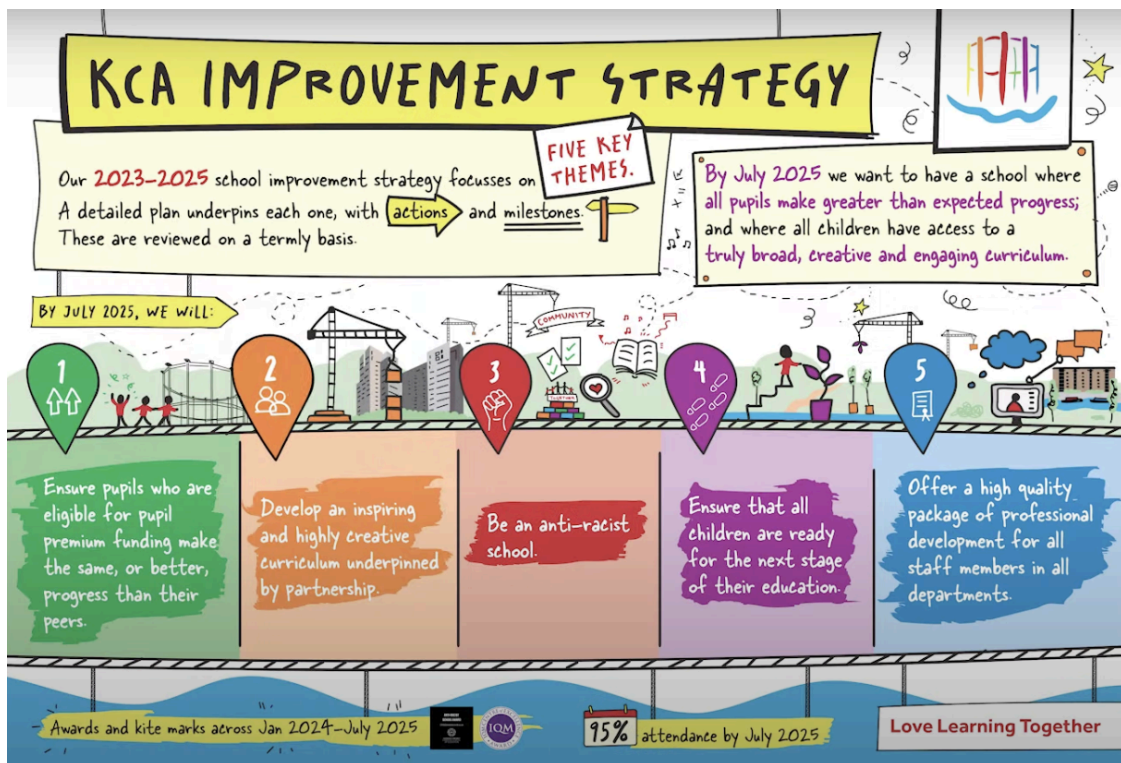 KCA IMPROVEMENT STRATEGY
Our 2023–2025 school improvement strategy focusses on
FIVE KEY
THEMES.
A detailed plan underpins each one, with actions and milestones.
These are reviewed on a termly basis.
By July 2025 we want to have a school where
all pupils make greater than expected progress;
and where all children have access to a
truly broad, creative and engaging curriculum.
BY JULY 2025, WE WILL:
COMMUNITY
TOGETHER
1
Ensure pupils who are
eligible for pupil
premium funding make
the same, or better,
progress than their
peers.
2
Develop an inspiring
and highly creative
curriculum underpinned
by partnership.
3
Be an anti-racist
school.
4
Ensure that all
children are ready
for the next stage
of their education.
5
Offer a high quality
package of professional
development for all
staff members in all
departments.
Awards and kite marks across Jan 2024–July 2025
IQM
95% attendance by July 2025
Love Learning Together